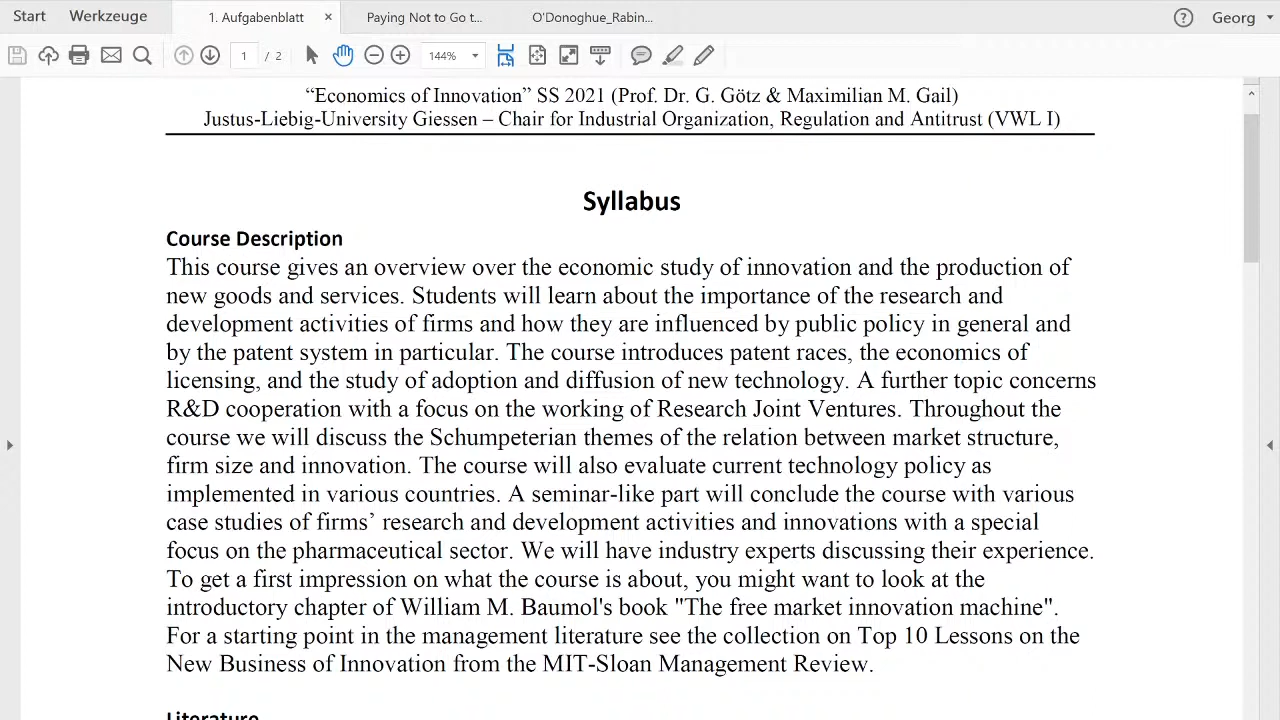 Start Werkzeuge 1. Aufgabenblatt × Paying Not to Go t... O'Donoghue_Rabin... ? Georg
1 / 2 144%
“Economics of Innovation” SS 2021 (Prof. Dr. G. Götz & Maximilian M. Gail)
Justus-Liebig-University Giessen – Chair for Industrial Organization, Regulation and Antitrust (VWL I)
Syllabus
Course Description
This course gives an overview over the economic study of innovation and the production of
new goods and services. Students will learn about the importance of the research and
development activities of firms and how they are influenced by public policy in general and
by the patent system in particular. The course introduces patent races, the economics of
licensing, and the study of adoption and diffusion of new technology. A further topic concerns
R&D cooperation with a focus on the working of Research Joint Ventures. Throughout the
course we will discuss the Schumpeterian themes of the relation between market structure,
firm size and innovation. The course will also evaluate current technology policy as
implemented in various countries. A seminar-like part will conclude the course with various
case studies of firms’ research and development activities and innovations with a special
focus on the pharmaceutical sector. We will have industry experts discussing their experience.
To get a first impression on what the course is about, you might want to look at the
introductory chapter of William M. Baumol's book "The free market innovation machine".
For a starting point in the management literature see the collection on Top 10 Lessons on the
New Business of Innovation from the MIT-Sloan Management Review.
Literature